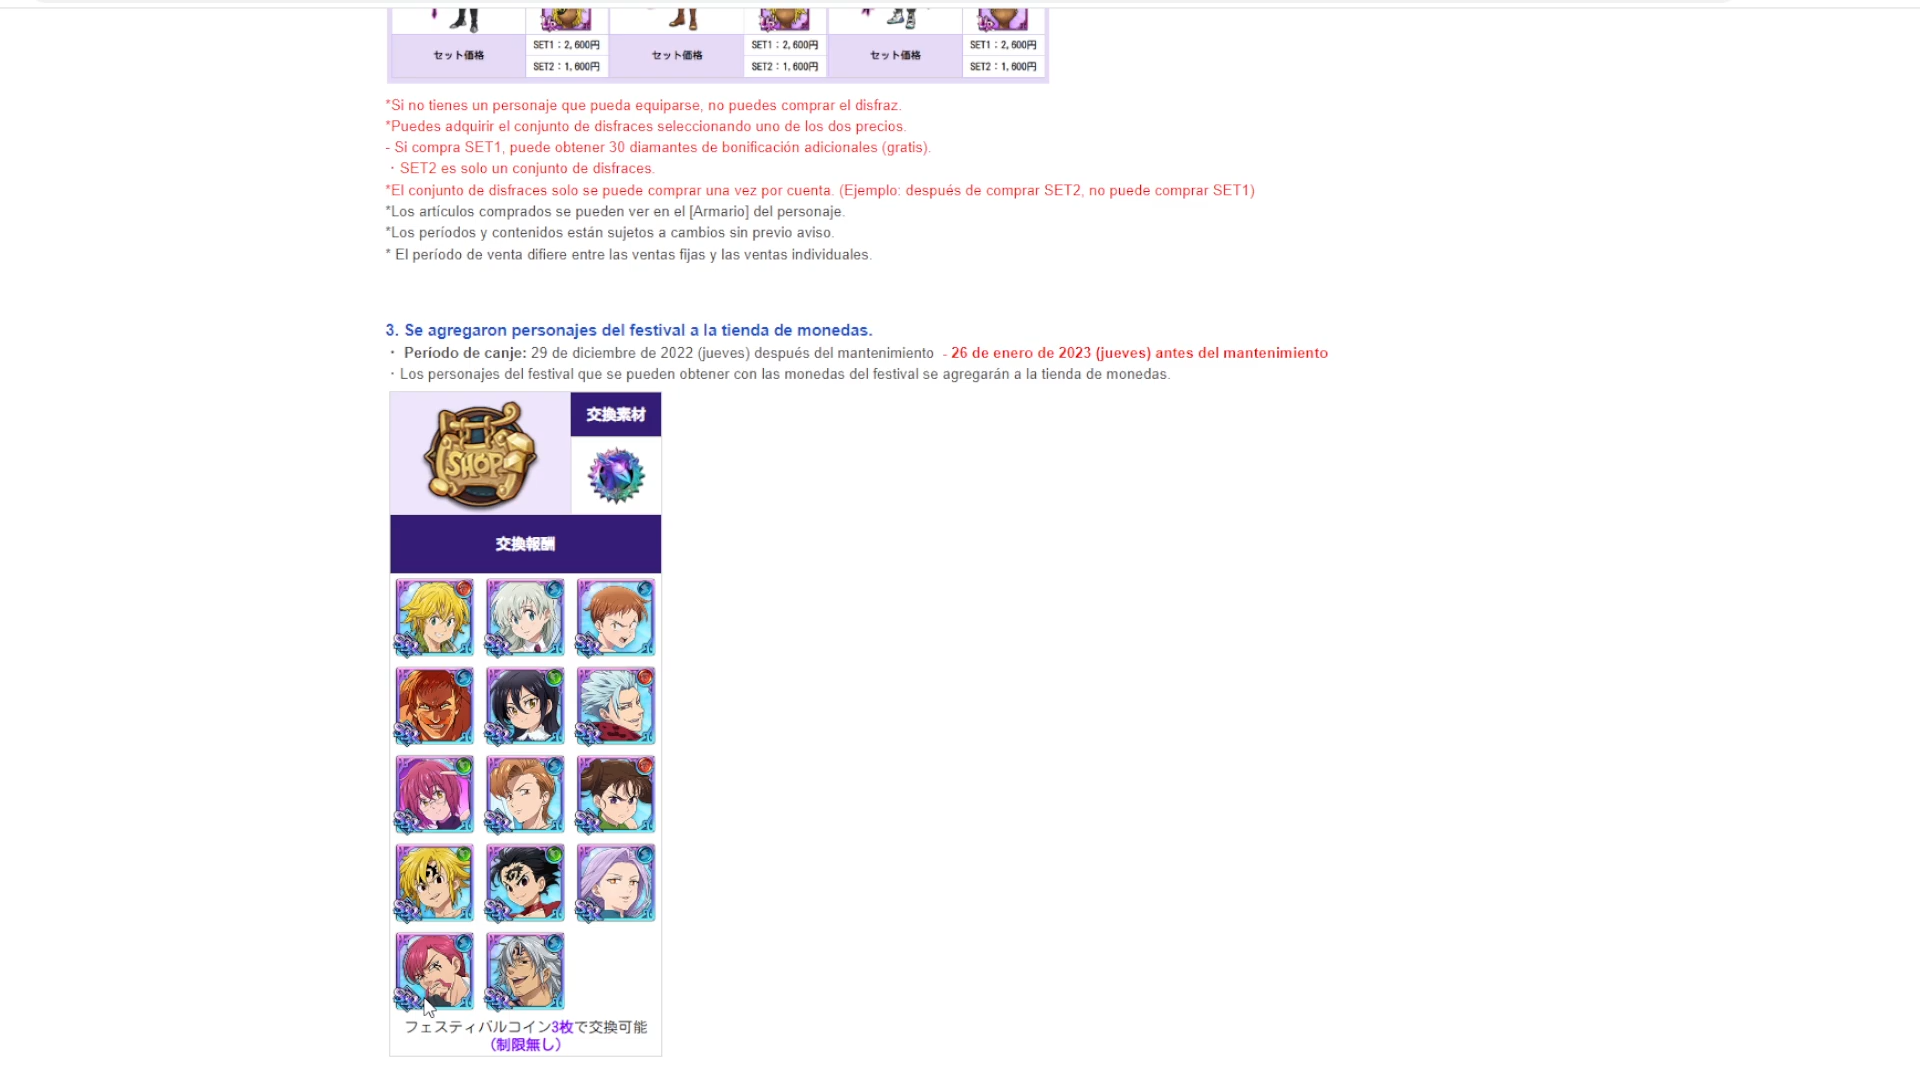 セット価格 SET1：2,600円 セット価格 SET1：2,600円 セット価格 SET1：2,600円
SET2：1,600円 SET2：1,600円 SET2：1,600円
*Si no tienes un personaje que pueda equiparse, no puedes comprar el disfraz.
*Puedes adquirir el conjunto de disfraces seleccionando uno de los dos precios.
- Si compra SET1, puede obtener 30 diamantes de bonificación adicionales (gratis).
・SET2 es solo un conjunto de disfraces.
*El conjunto de disfraces solo se puede comprar una vez por cuenta. (Ejemplo: después de comprar SET2, no puede comprar SET1)
*Los artículos comprados se pueden ver en el [Armario] del personaje.
*Los períodos y contenidos están sujetos a cambios sin previo aviso.
* El período de venta difiere entre las ventas fijas y las ventas individuales.
3. Se agregaron personajes del festival a la tienda de monedas.
・ Período de canje: 29 de diciembre de 2022 (jueves) después del mantenimiento - 26 de enero de 2023 (jueves) antes del mantenimiento
・Los personajes del festival que se pueden obtener con las monedas del festival se agregarán a la tienda de monedas.
SHOP
交換素材
交換報酬
フェスティバルコイン3枚で交換可能
（制限無し）